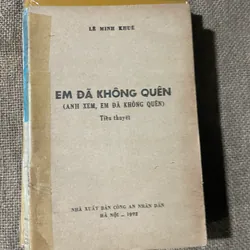 LÊ MINH KHUÊ
EM ĐÃ KHÔNG QUÊN
(ANH XEM, EM ĐÃ KHÔNG QUÊN)
Tiểu thuyết
NHÀ XUẤT BẢN CÔNG AN NHÂN DÂN
HÀ NỘI — 1992